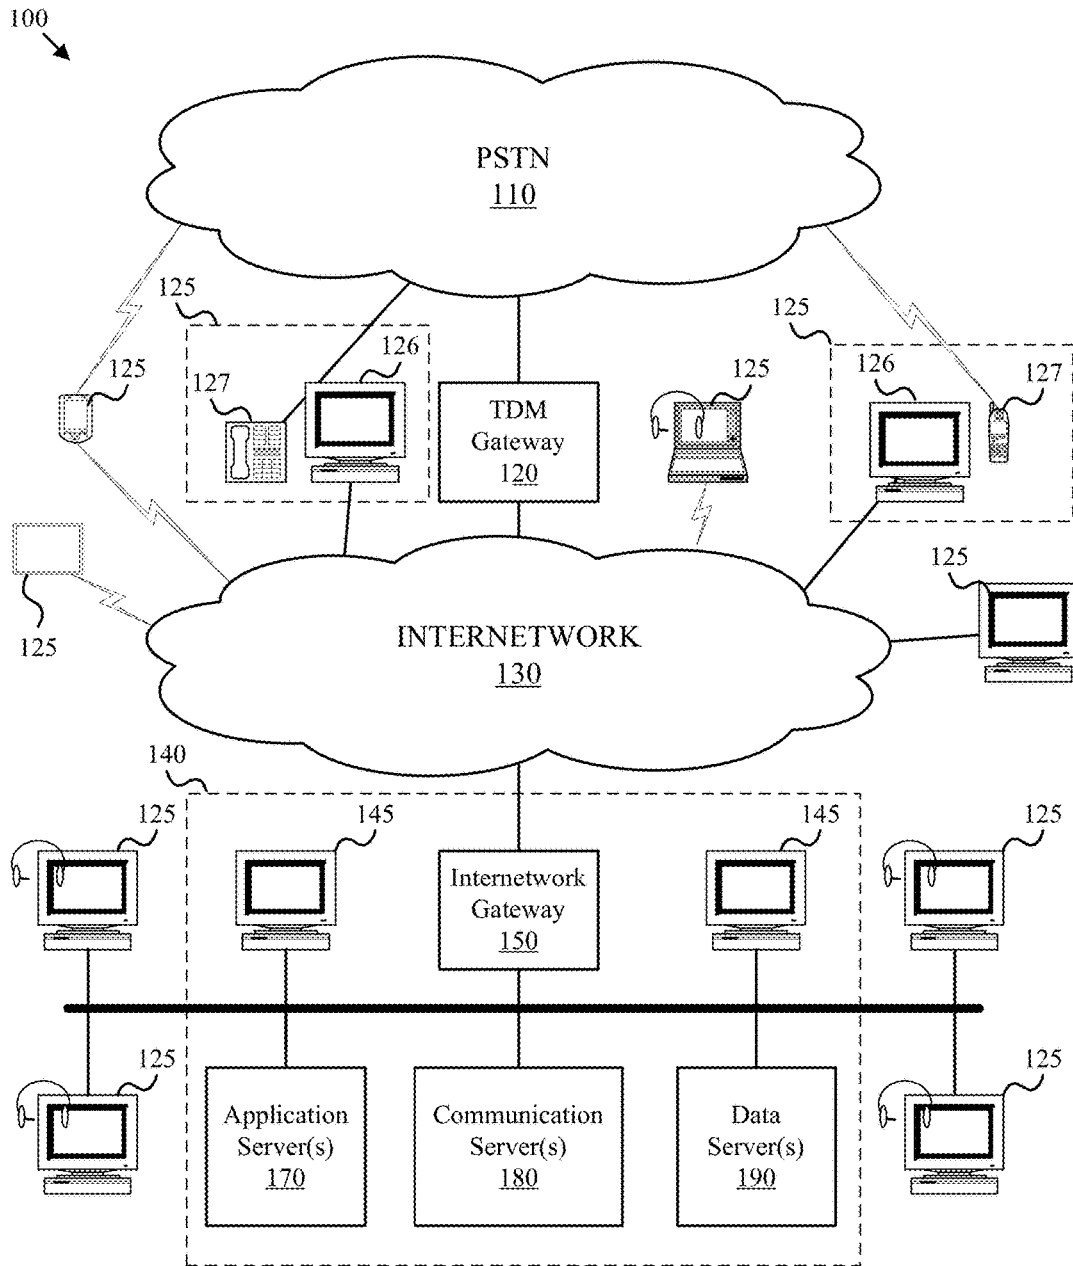 100
PSTN
110
125
125
125
126
127
125
126
127
TDM
Gateway
120
125
125
INTERNETWORK
130
140
125
145
145
125
Internetwork
Gateway
150
125
125
Application
Server(s)
170
Communication
Server(s)
180
Data
Server(s)
190